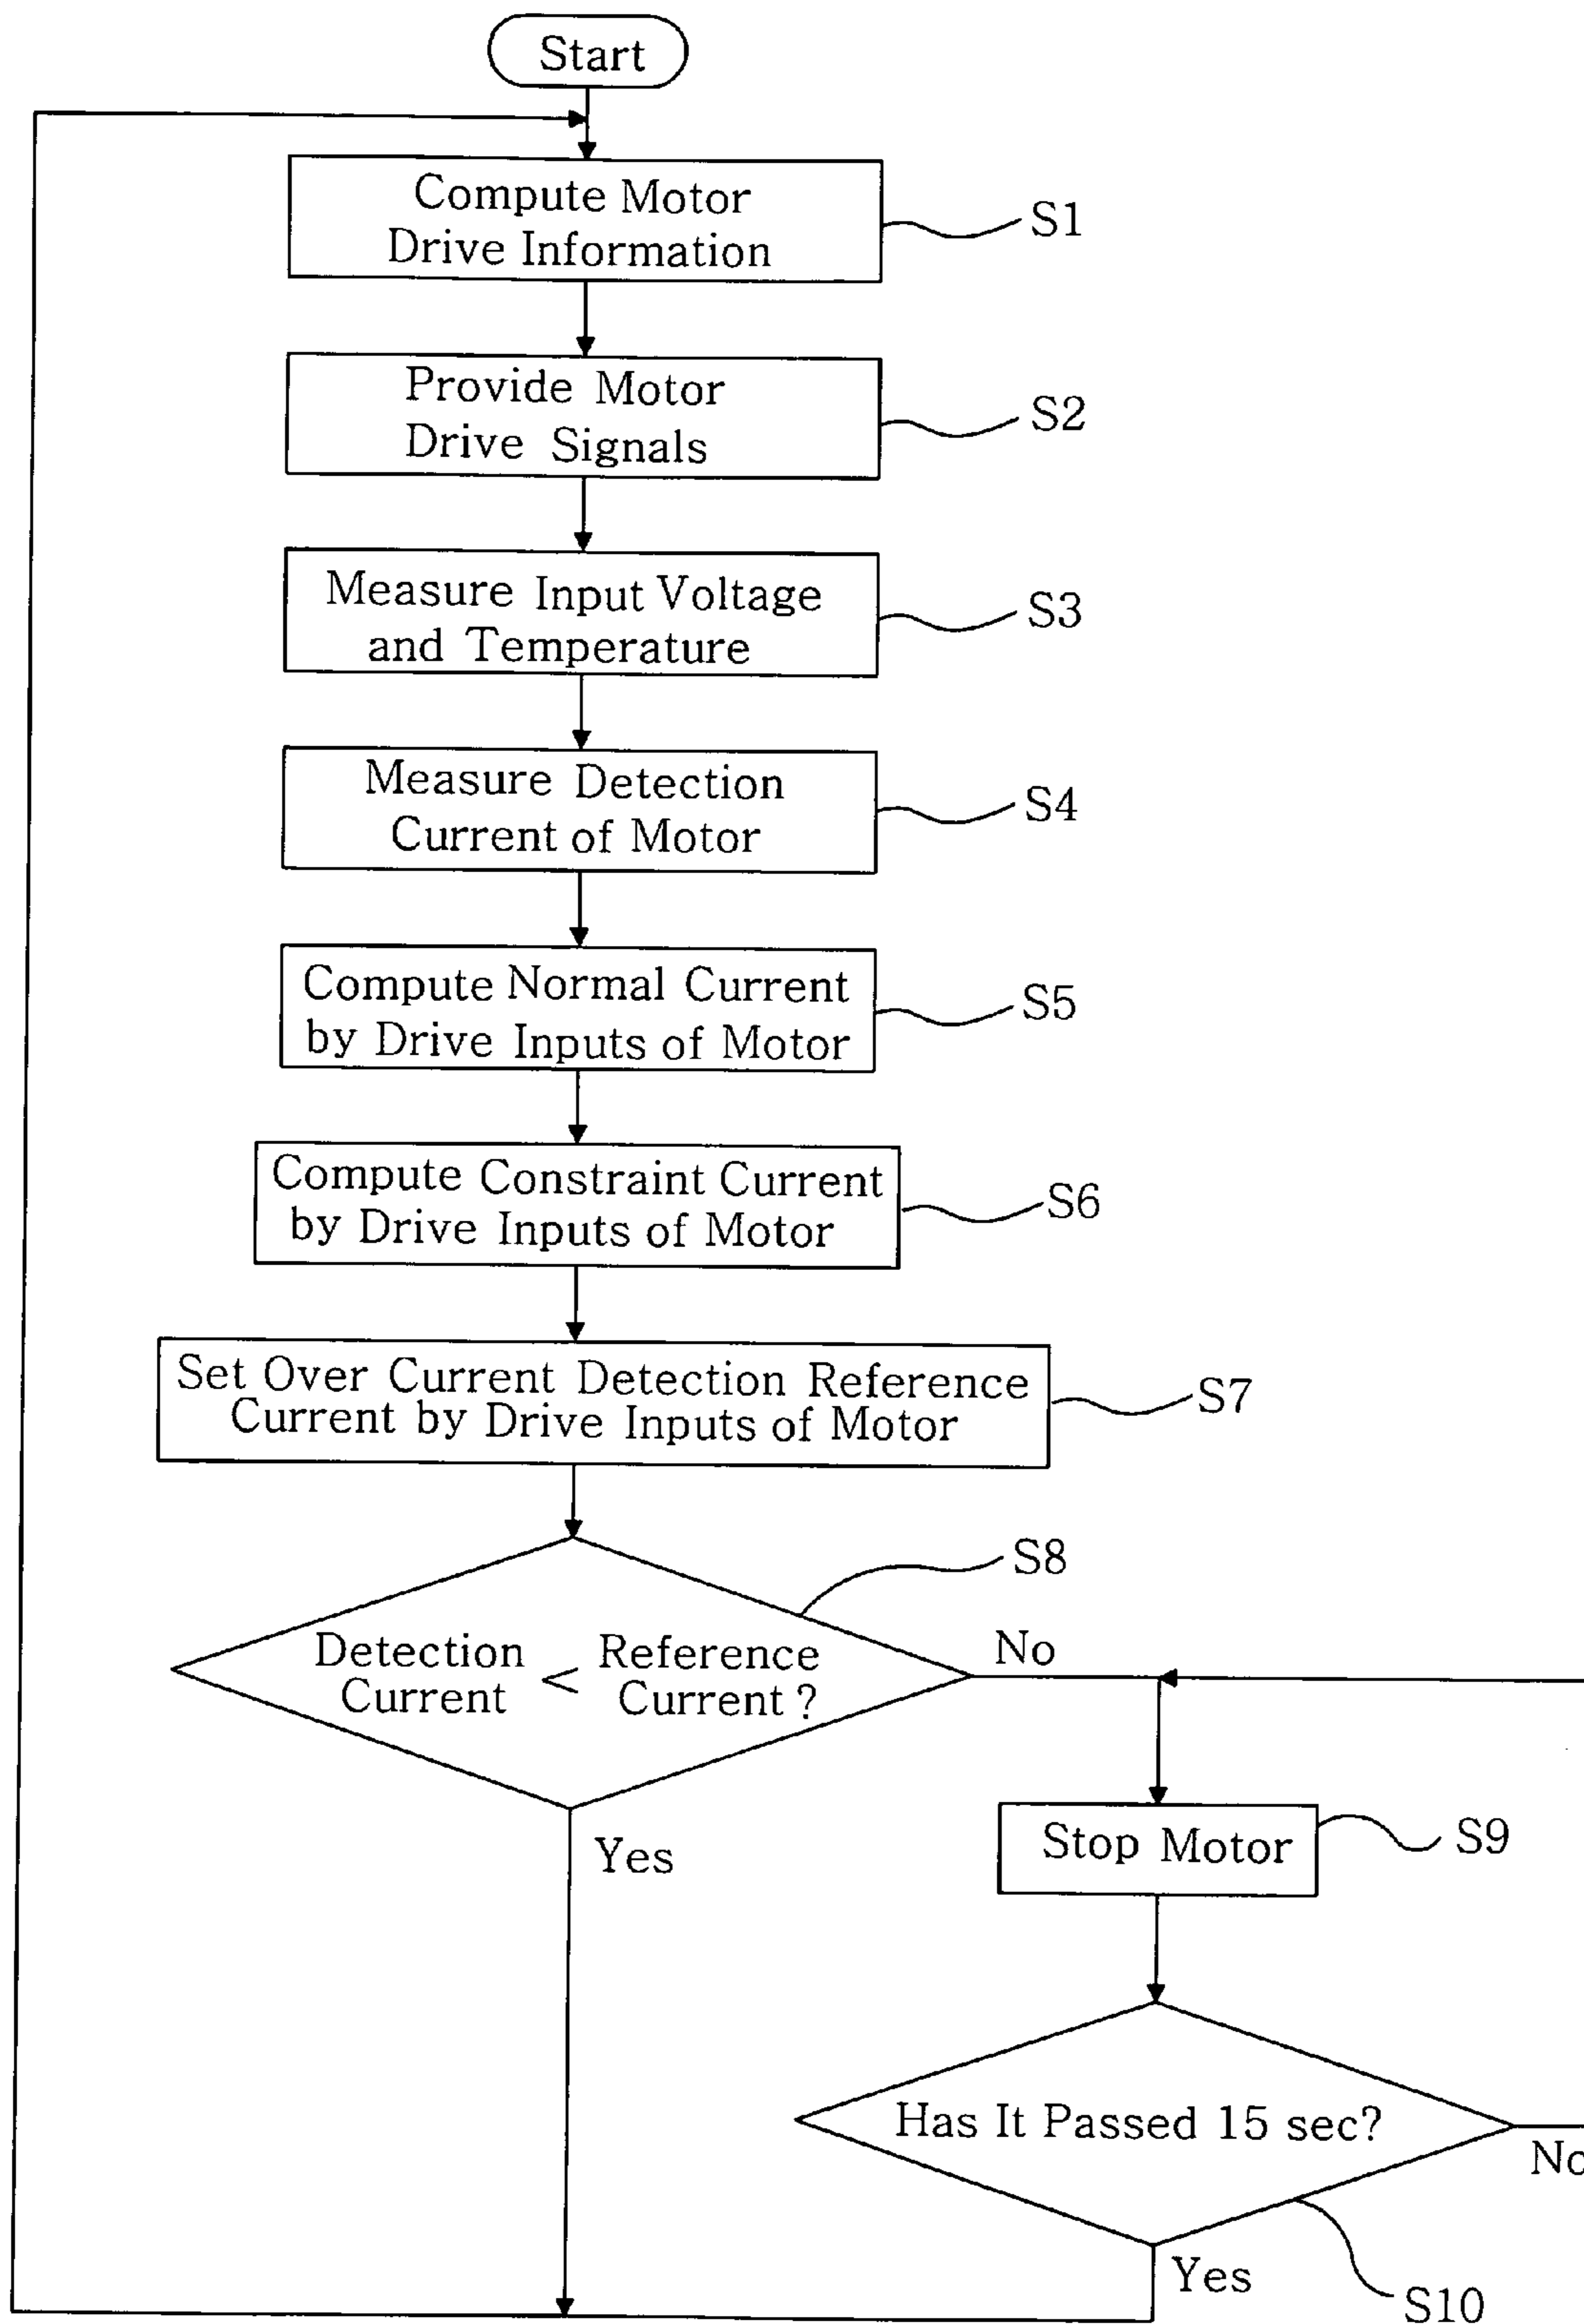 Start
Compute Motor
Drive Information
S1
Provide Motor
Drive Signals
S2
Measure Input Voltage
and Temperature
S3
Measure Detection
Current of Motor
S4
Compute Normal Current
by Drive Inputs of Motor
S5
Compute Constraint Current
by Drive Inputs of Motor
S6
Set Over Current Detection Reference
Current by Drive Inputs of Motor
S7
S8
Detection Current < Reference Current?
No
Yes
Stop Motor
S9
Has It Passed 15 sec?
No
Yes
S10